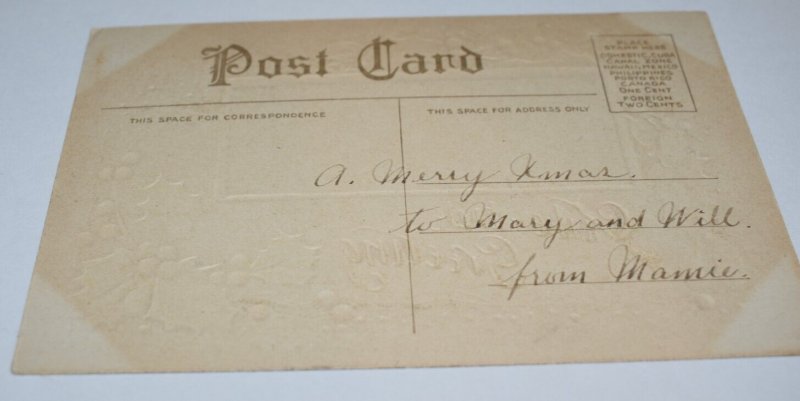 Post Card
PLACE
STAMP HERE
DOMESTIC, CUBA
CANAL ZONE
HAWAII, MEXICO
PHILIPPINES
PORTO RICO
CANADA
ONE CENT
FOREIGN
TWO CENTS
THIS SPACE FOR CORRESPONDENCE
THIS SPACE FOR ADDRESS ONLY
A. Merry Xmas.
to Mary and Will.
from Mamie.